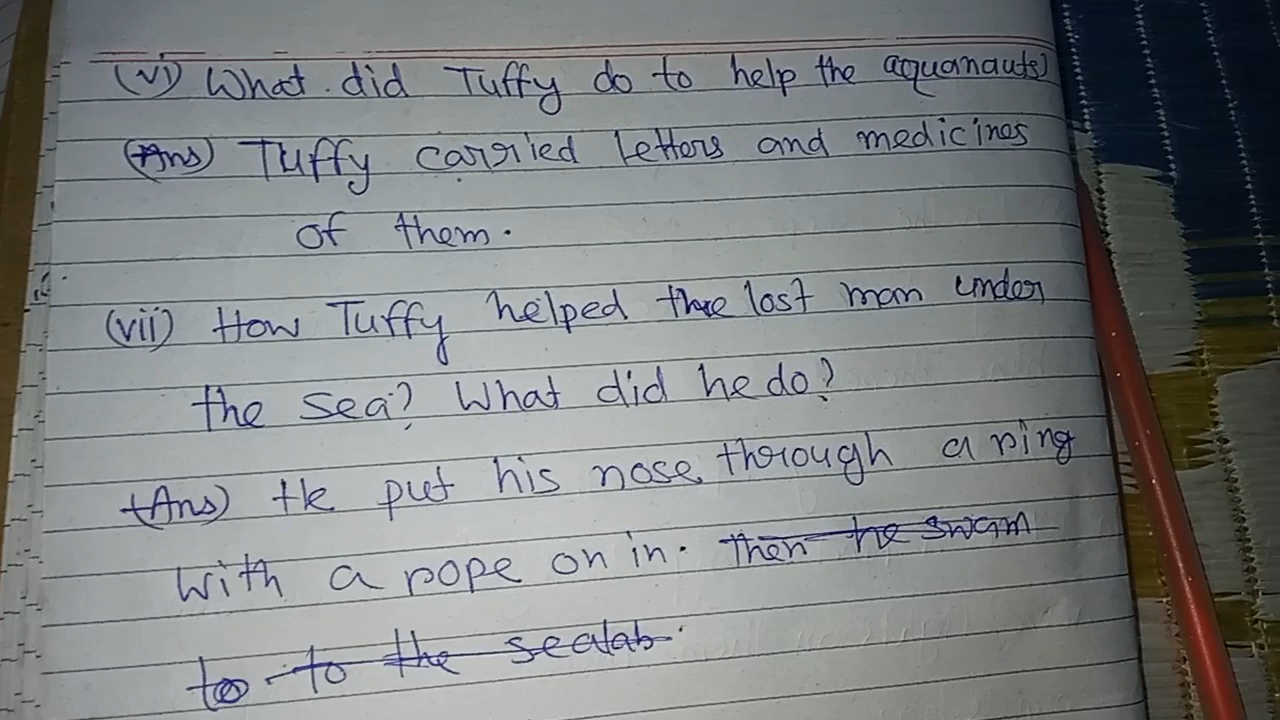 (vi) What did Tuffy do to help the aquanauts?
(Ans) Tuffy carried letters and medicines
of them.
(vii) How Tuffy helped the lost man under
the sea? What did he do?
(Ans) He put his nose through a ring
with a rope on in. Then he swam
to to the sealab.